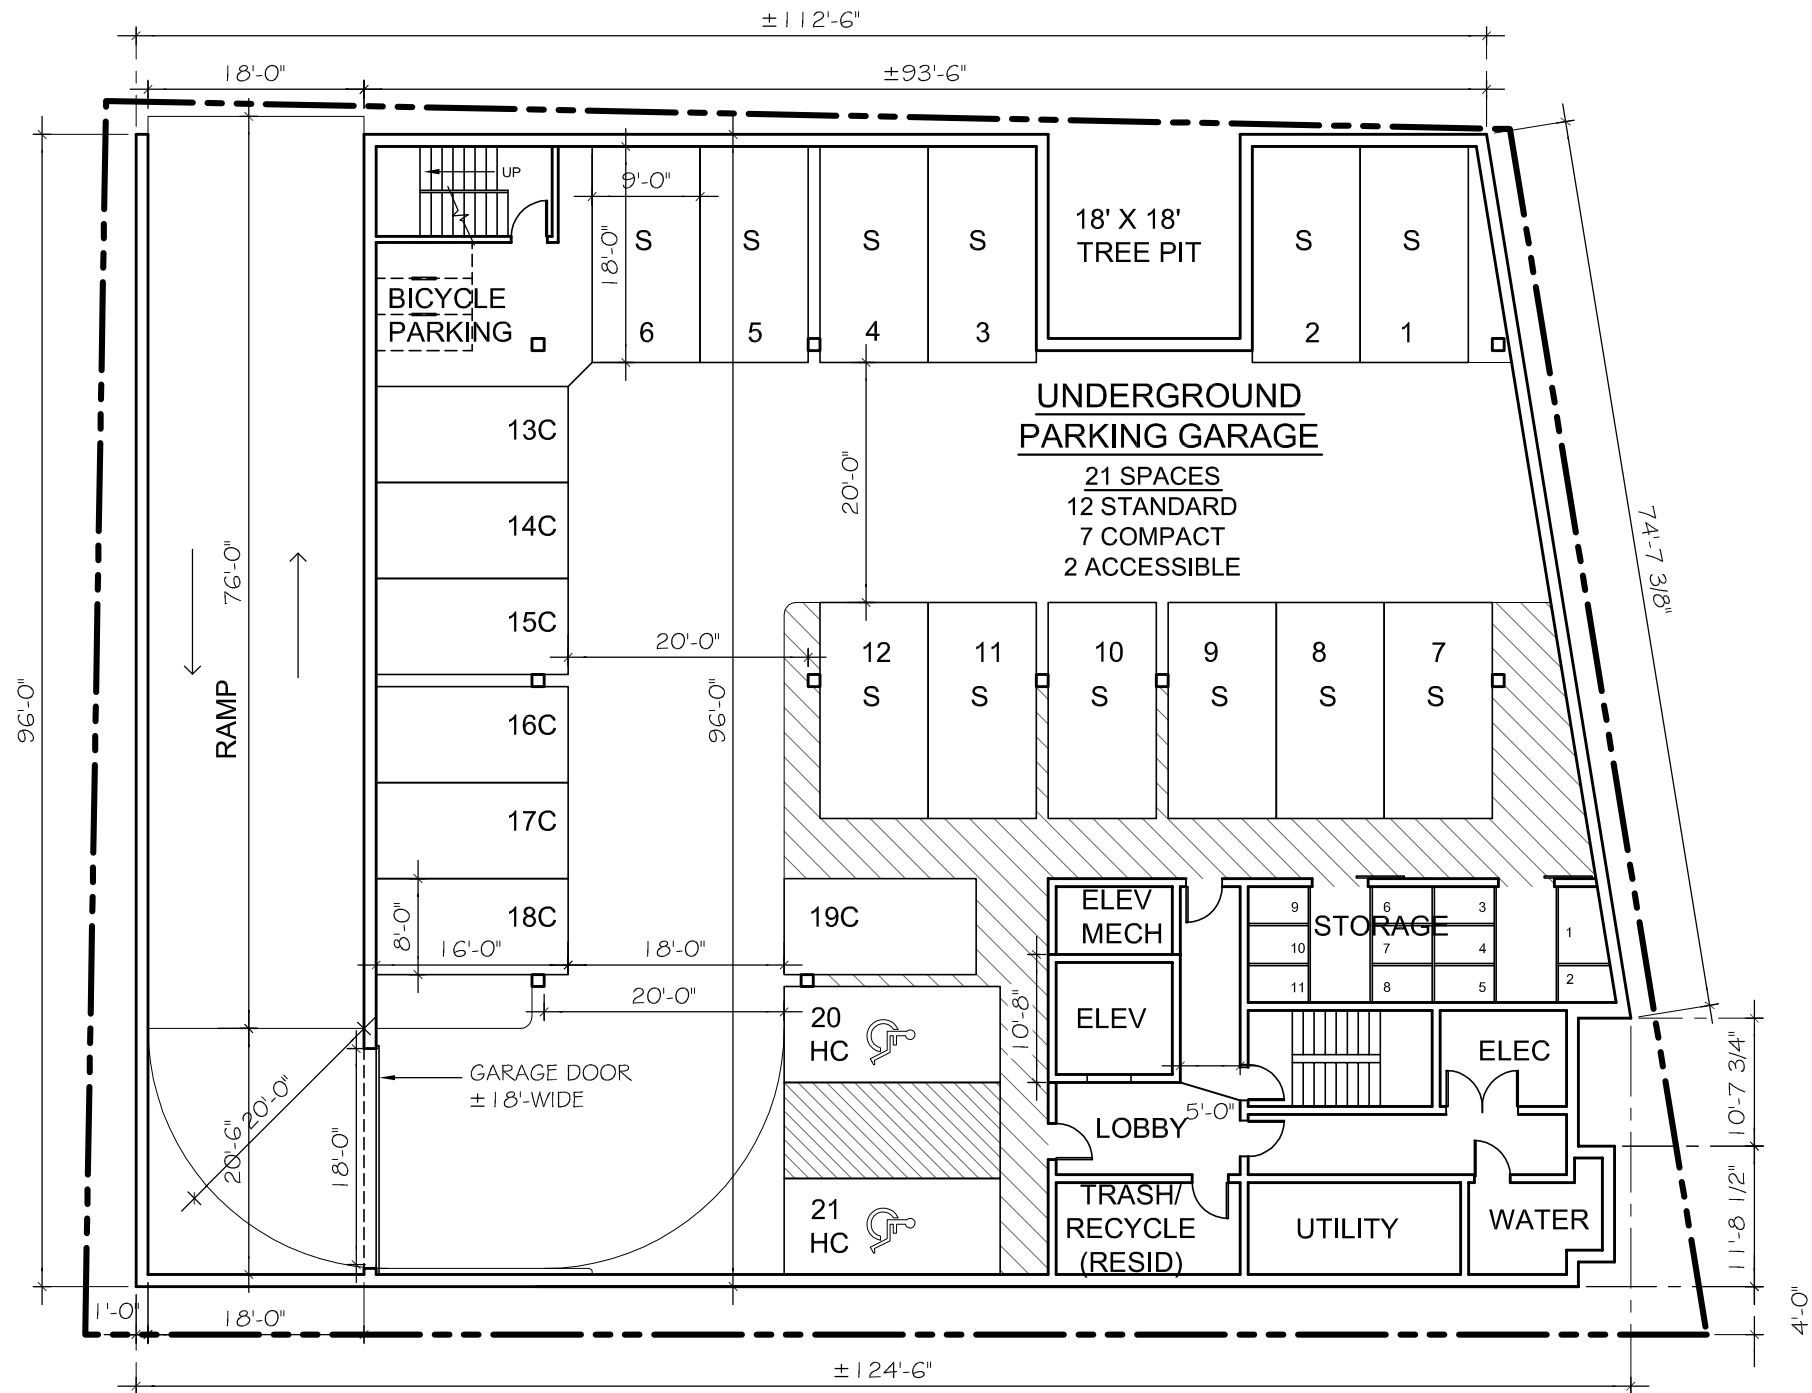 ±112'-6"
18'-0"
±93'-6"
UP
9'-0"
18'-0"
S
S
S
S
S
S
18' X 18'
TREE PIT
BICYCLE
PARKING
6
5
4
3
2
1
UNDERGROUND
PARKING GARAGE
21 SPACES
12 STANDARD
7 COMPACT
2 ACCESSIBLE
13C
14C
15C
16C
17C
18C
20'-0"
74'-7 3/8"
76'-0"
RAMP
96'-0"
20'-0"
96'-0"
12
11
10
9
8
7
S
S
S
S
S
S
8'-0"
16'-0"
18'-0"
20'-0"
19C
ELEV
MECH
9
10
11
6
7
8
3
4
5
1
2
STORAGE
20
HC
10'-8"
ELEV
ELEC
GARAGE DOOR
±18'-WIDE
20'-0"
20'-6"
18'-0"
LOBBY
5'-0"
10'-7 3/4"
21
HC
TRASH/
RECYCLE
(RESID)
UTILITY
WATER
11'-8 1/2"
1'-0"
18'-0"
4'-0"
±124'-6"